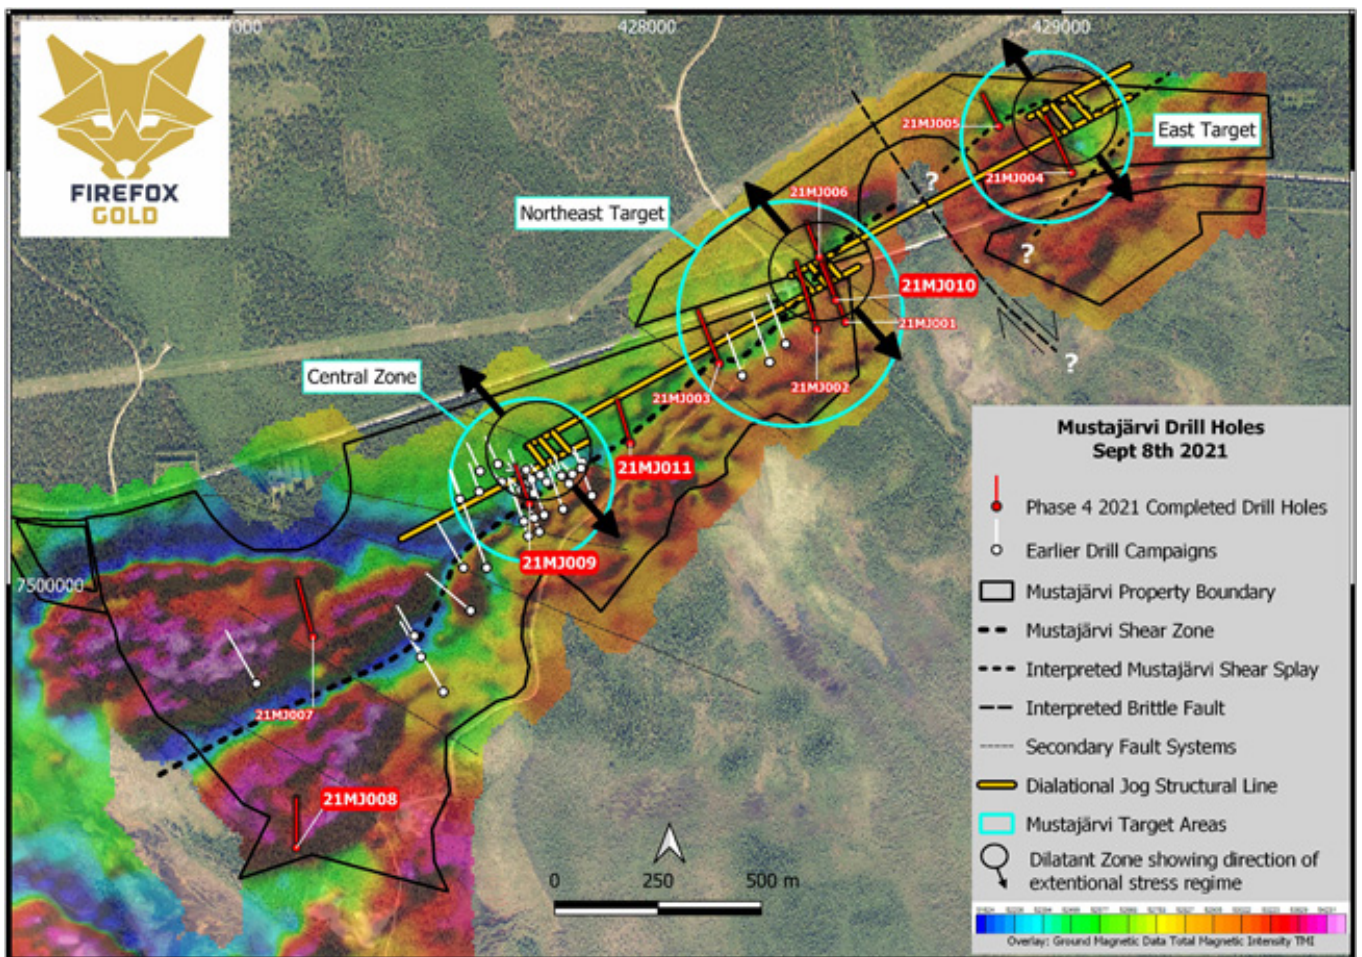 428000
429000
FIREFOX
GOLD
21MJ005
East Target
21MJ004
?
21MJ006
Northeast Target
?
21MJ010
21MJ001
?
Central Zone
21MJ003
21MJ002
21MJ011
21MJ009
7500000
21MJ007
21MJ008
0 250 500 m
Mustajärvi Drill Holes
Sept 8th 2021
Phase 4 2021 Completed Drill Holes
Earlier Drill Campaigns
Mustajärvi Property Boundary
Mustajärvi Shear Zone
Interpreted Mustajärvi Shear Splay
Interpreted Brittle Fault
Secondary Fault Systems
Dialational Jog Structural Line
Mustajärvi Target Areas
Dilatant Zone showing direction of
extentional stress regime
Overlay: Ground Magnetic Data Total Magnetic Intensity TMI